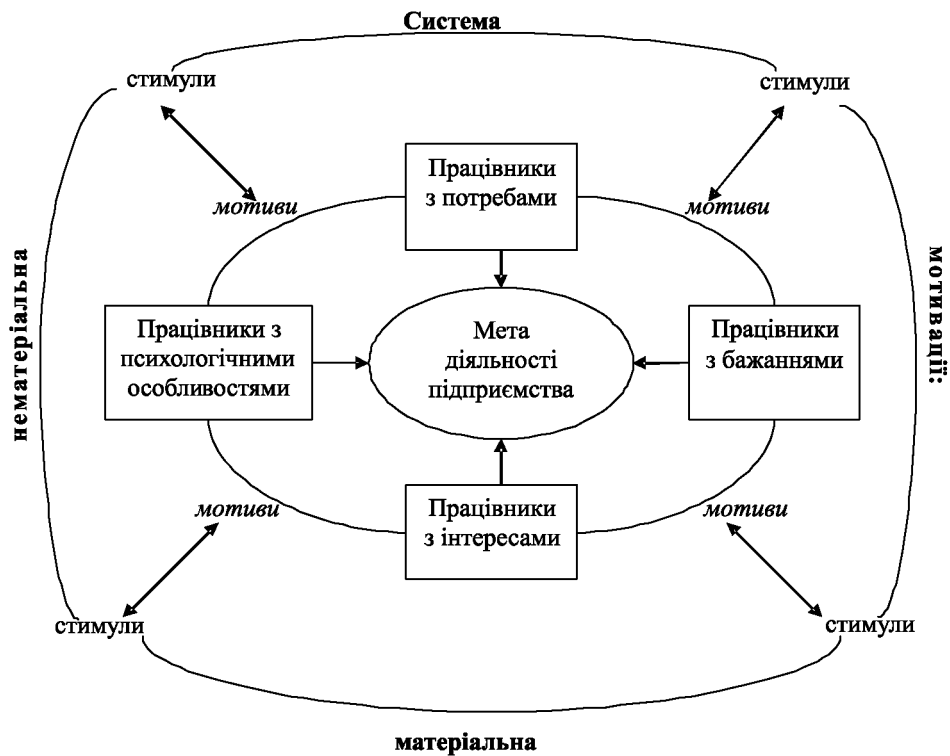 Система
стимули
стимули
Працівники
з потребами
мотиви
мотиви
нематеріальна
мотивації:
Працівники з
психологічними
особливостями
Мета
діяльності
підприємства
Працівники
з бажаннями
мотиви
мотиви
Працівники
з інтересами
стимули
стимули
матеріальна